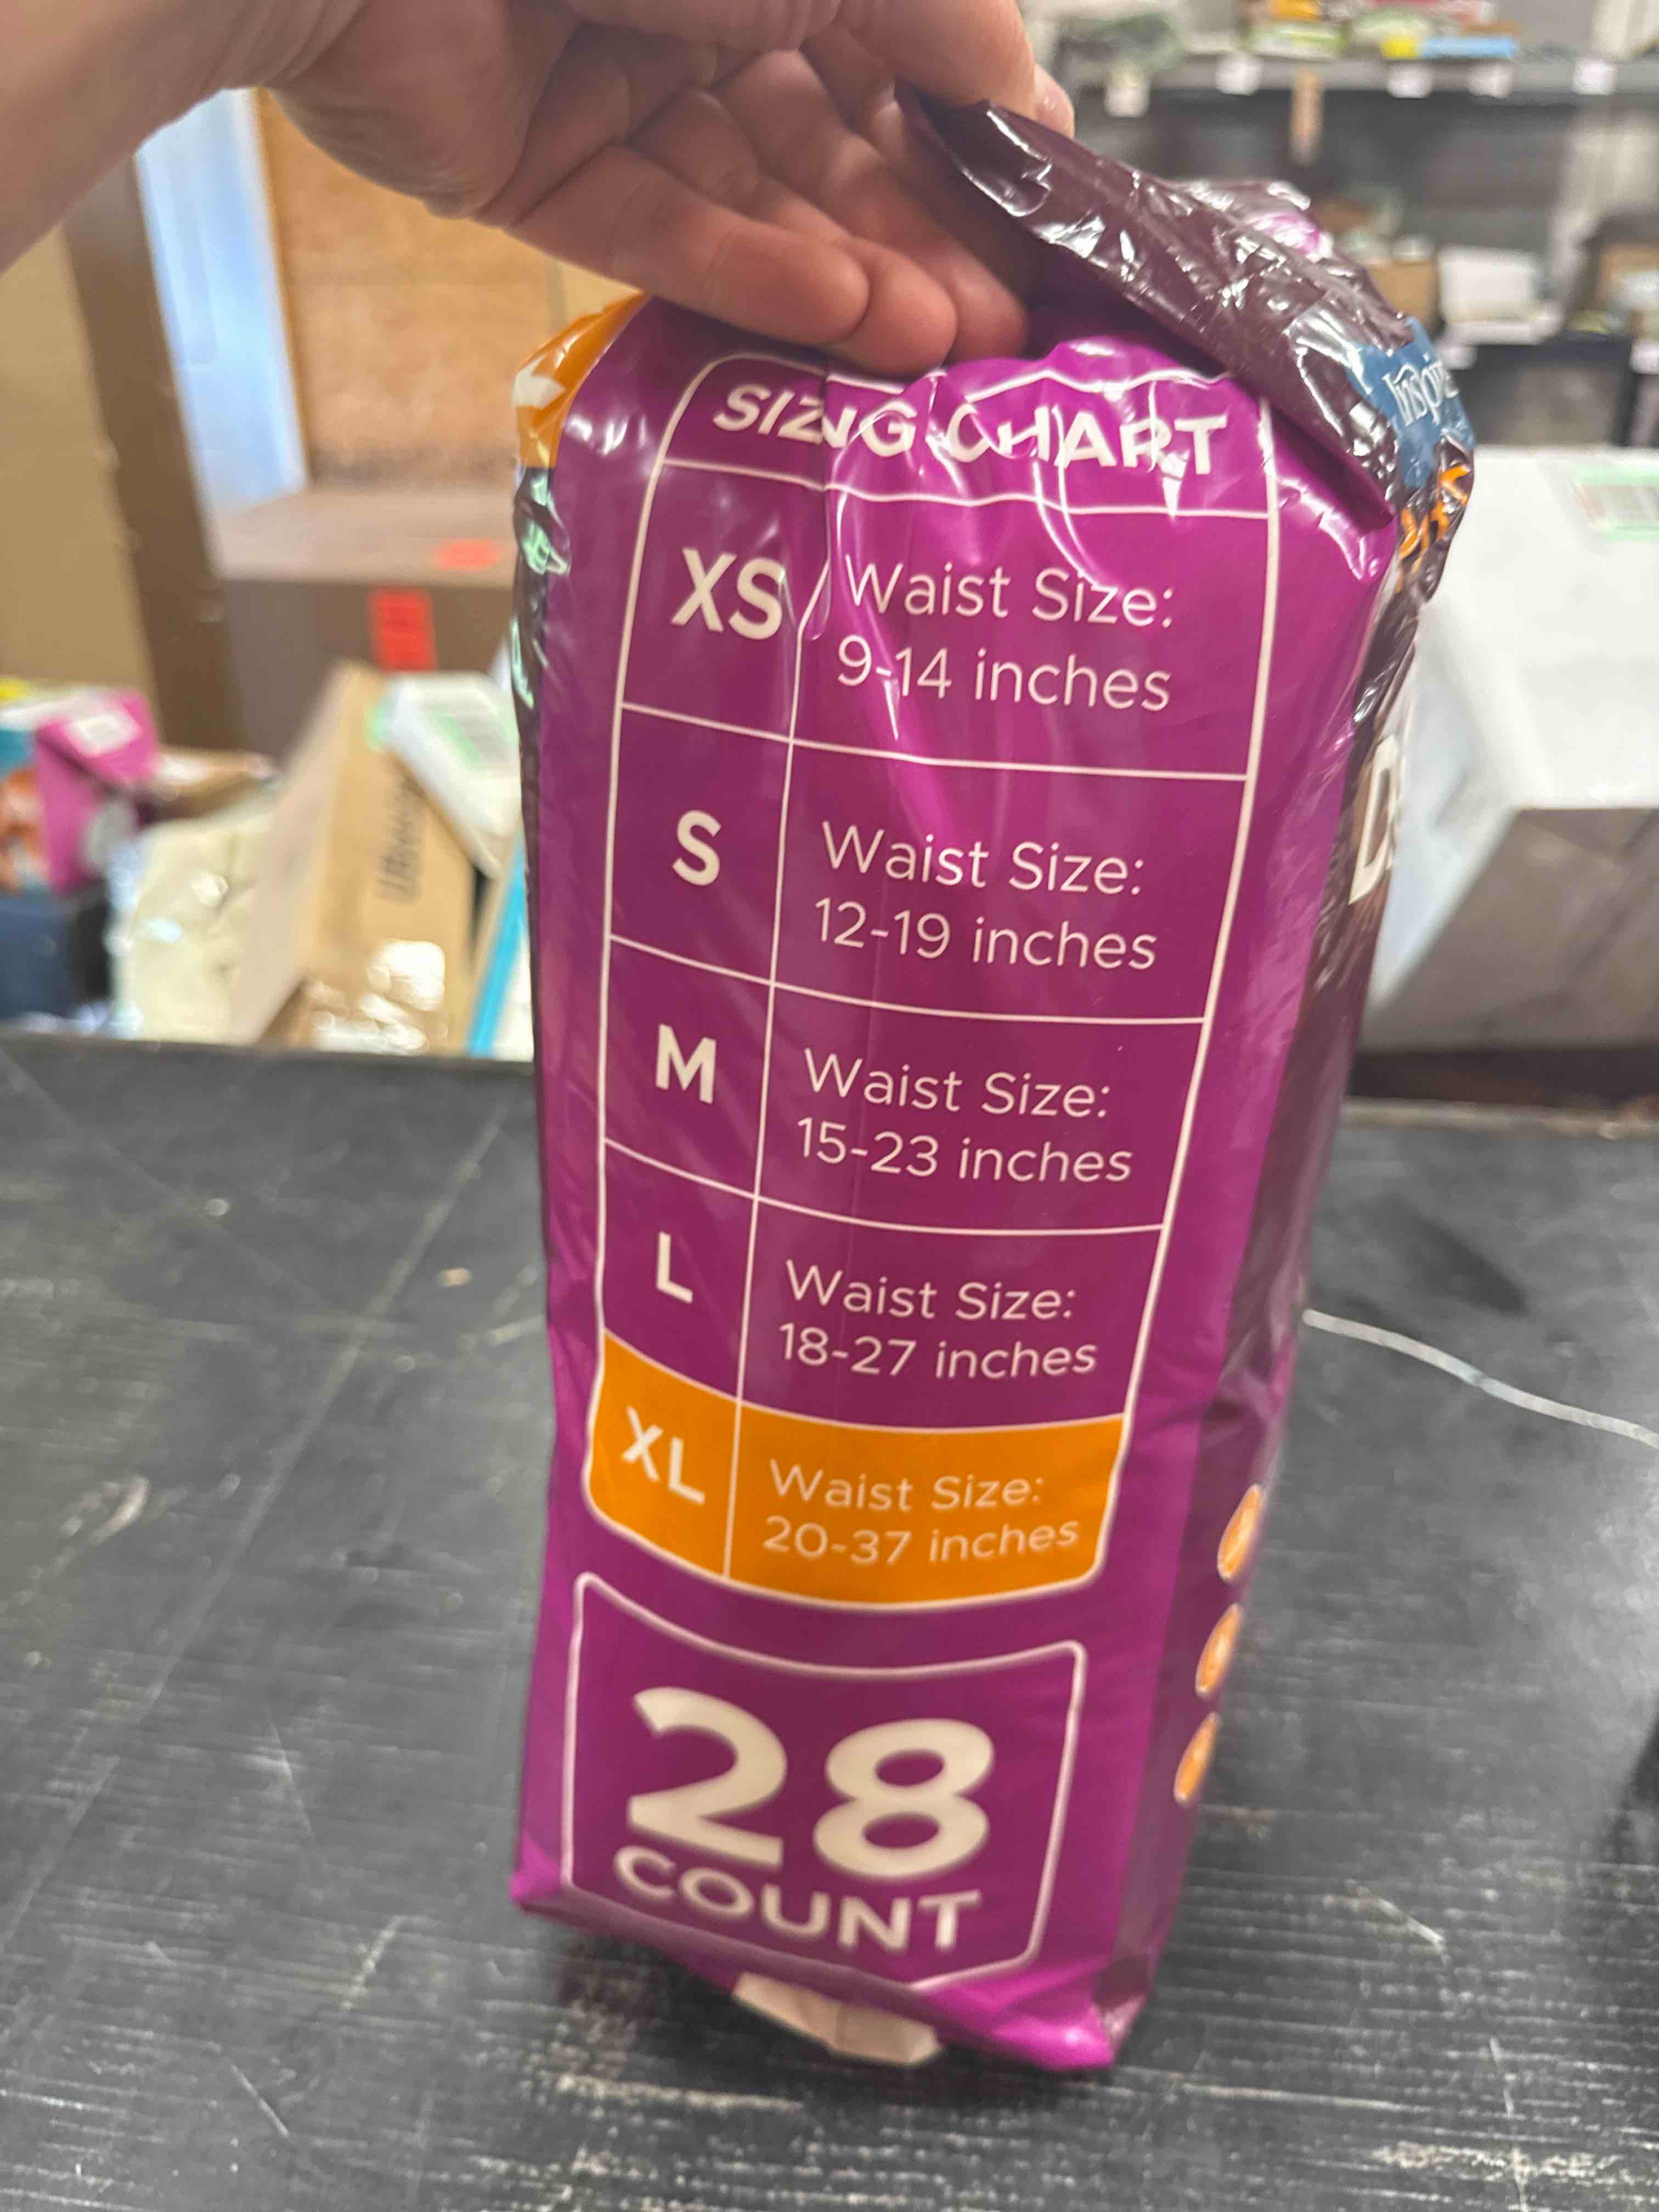 SIZING CHART
XS
Waist Size:
9-14 inches
S
Waist Size:
12-19 inches
M
Waist Size:
15-23 inches
L
Waist Size:
18-27 inches
XL
Waist Size:
20-37 inches
28
COUNT